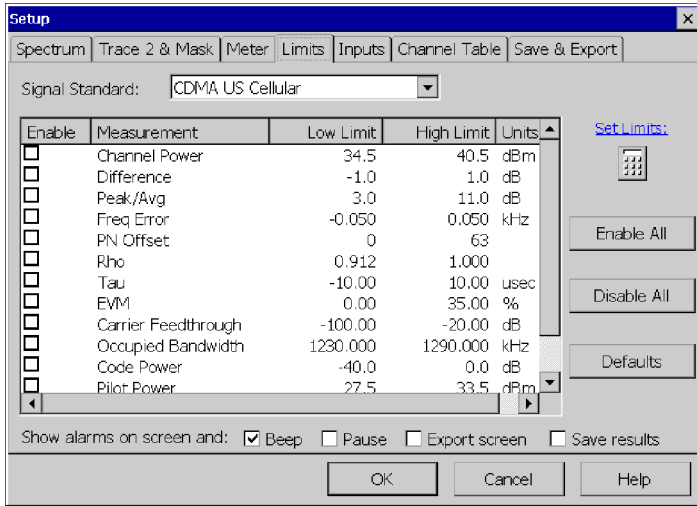 Setup
Spectrum Trace 2 & Mask Meter Limits Inputs Channel Table Save & Export
Signal Standard: CDMA US Cellular
Enable Measurement Low Limit High Limit Units
Set Limits:
Channel Power 34.5 40.5 dBm
Difference -1.0 1.0 dB
Peak/Avg 3.0 11.0 dB
Freq Error -0.050 0.050 kHz
PN Offset 0 63
Enable All
Rho 0.912 1.000
Tau -10.00 10.00 usec
EVM 0.00 35.00 %
Disable All
Carrier Feedthrough -100.00 -20.00 dB
Occupied Bandwidth 1230.000 1290.000 kHz
Code Power -40.0 0.0 dB
Defaults
Pilot Power 27.5 33.5 dBm
Show alarms on screen and: Beep Pause Export screen Save results
OK Cancel Help